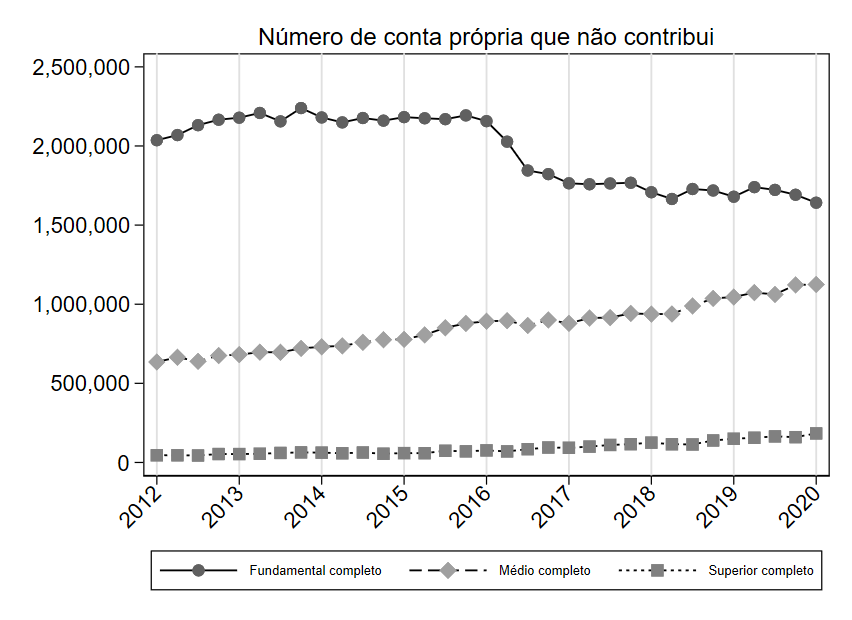 Número de conta própria que não contribui
2,500,000
2,000,000
1,500,000
1,000,000
500,000
0
2012 2013 2014 2015 2016 2017 2018 2019 2020
Fundamental completo Médio completo Superior completo